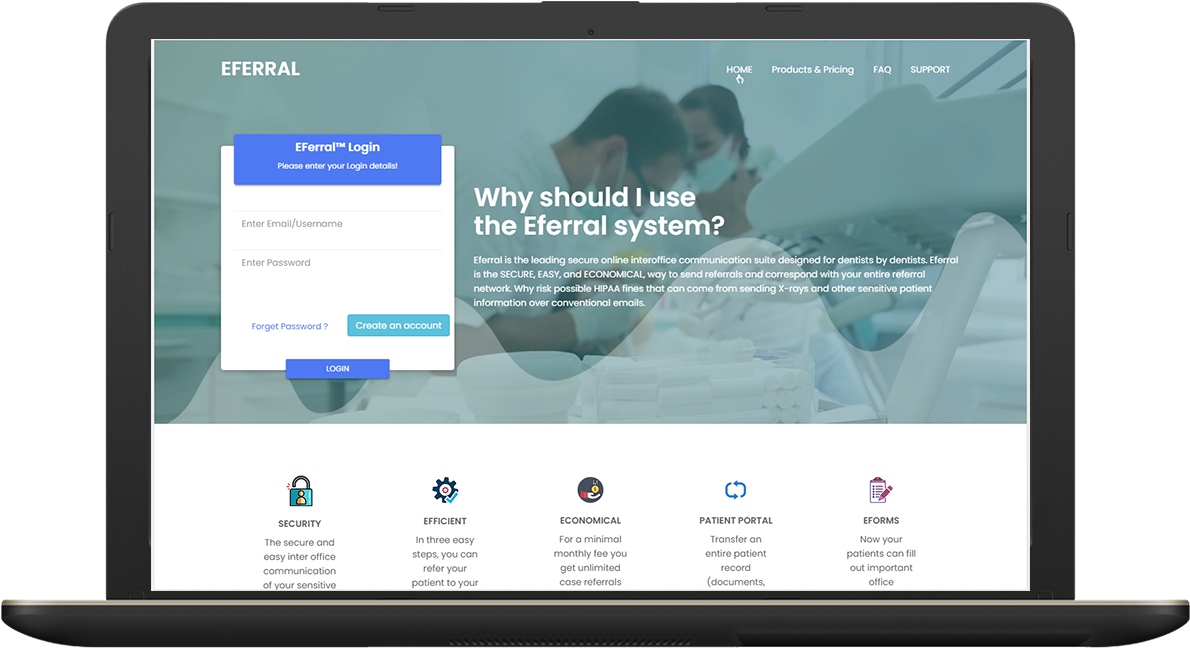 EFERRAL
HOME Products & Pricing FAQ SUPPORT
EFerral™ Login
Please enter your Login details!
Enter Email/Username
Enter Password
Forget Password ?
Create an account
LOGIN
Why should I use
the Eferral system?
Eferral is the leading secure online interoffice communication suite designed for dentists by dentists. Eferral
is the SECURE, EASY, and ECONOMICAL, way to send referrals and correspond with your entire referral
network. Why risk possible HIPAA fines that can come from sending X-rays and other sensitive patient
information over conventional emails.
SECURITY
The secure and
easy inter office
communication
of your sensitive
EFFICIENT
In three easy
steps, you can
refer your
patient to your
ECONOMICAL
For a minimal
monthly fee you
get unlimited
case referrals
PATIENT PORTAL
Transfer an
entire patient
record
(documents,
EFORMS
Now your
patients can fill
out important
office